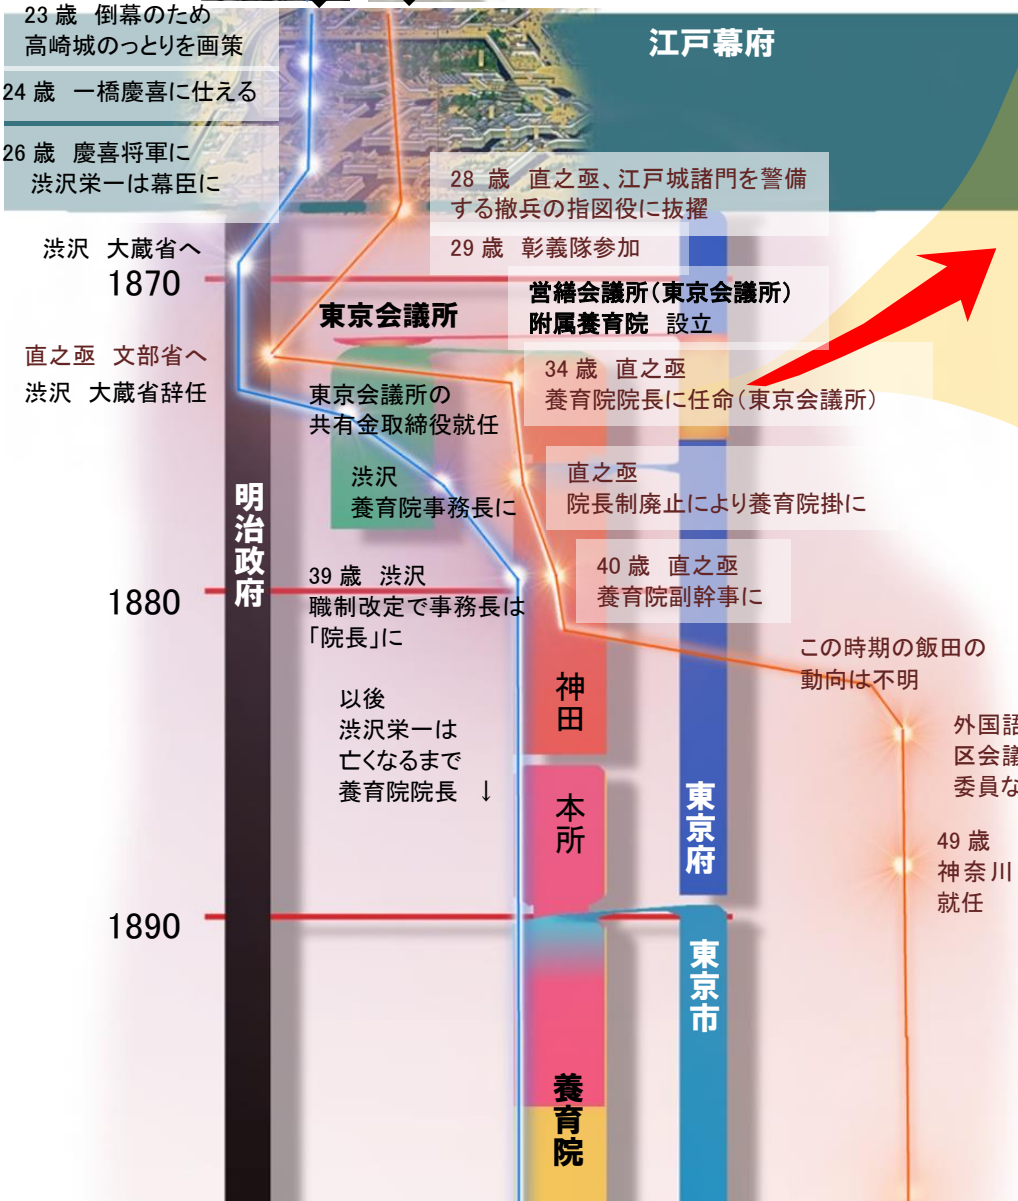 23歳 倒幕のため
高崎城のっとりを画策
江戸幕府
24歳 一橋慶喜に仕える
26歳 慶喜将軍に
渋沢栄一は幕臣に
28歳 直之亟、江戸城諸門を警備
する撤兵の指図役に抜擢
29歳 彰義隊参加
渋沢 大蔵省へ
1870
営繕会議所(東京会議所)
附属養育院 設立
東京会議所
直之亟 文部省へ
渋沢 大蔵省辞任
34歳 直之亟
養育院院長に任命(東京会議所)
東京会議所の
共有金取締役就任
渋沢
養育院事務長に
直之亟
院長制廃止により養育院掛に
明治政府
39歳 渋沢
職制改定で事務長は
「院長」に
40歳 直之亟
養育院副幹事に
1880
この時期の飯田の
動向は不明
神田
以後
渋沢栄一は
亡くなるまで
養育院院長 ↓
外国語
区会議
委員な
本所
東京府
49歳
神奈川
就任
1890
東京市
養育院